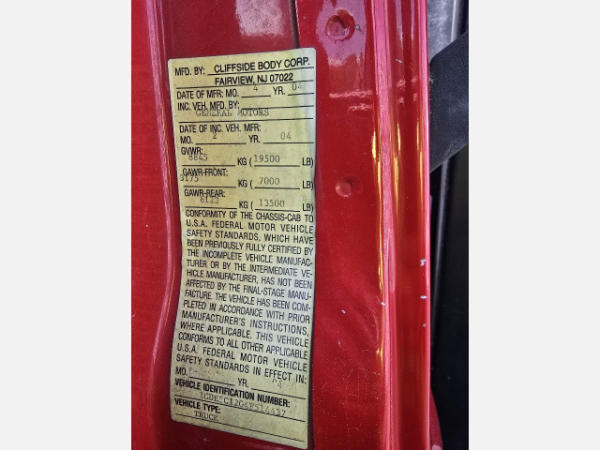 MFD. BY: CLIFFSIDE BODY CORP.
FAIRVIEW, NJ 07022
DATE OF MFR: MO. 4 YR. 04
INC. VEH. MFD. BY:
GENERAL MOTORS
DATE OF INC. VEH. MFR:
MO. 2 YR. 04
GVWR:
8845 KG ( 19500 LB)
GAWR-FRONT:
3175 KG ( 7000 LB)
GAWR-REAR:
6123 KG ( 13500 LB)
CONFORMITY OF THE CHASSIS-CAB TO
U.S.A. FEDERAL MOTOR VEHICLE
SAFETY STANDARDS, WHICH HAVE
BEEN PREVIOUSLY FULLY CERTIFIED BY
THE INCOMPLETE VEHICLE MANUFAC-
TURER OR BY THE INTERMEDIATE VE-
HICLE MANUFACTURER, HAS NOT BEEN
AFFECTED BY THE FINAL-STAGE MANU-
FACTURE. THE VEHICLE HAS BEEN COM-
PLETED IN ACCORDANCE WITH PRIOR
MANUFACTURER'S INSTRUCTIONS,
WHERE APPLICABLE. THIS VEHICLE
CONFORMS TO ALL OTHER APPLICABLE
U.S.A. FEDERAL MOTOR VEHICLE
SAFETY STANDARDS IN EFFECT IN:
MO. YR.
VEHICLE IDENTIFICATION NUMBER:
VEHICLE TYPE:
TRUCK